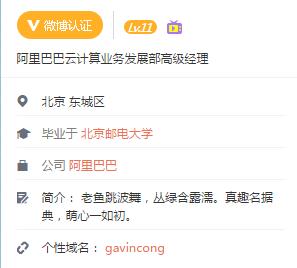 微博认证 Lv.11
阿里巴巴云计算业务发展部高级经理
北京 东城区
毕业于 北京邮电大学
公司 阿里巴巴
简介： 老鱼跳波舞，丛绿含露濡。真趣名据
典，萌心一如初。
个性域名： gavincong